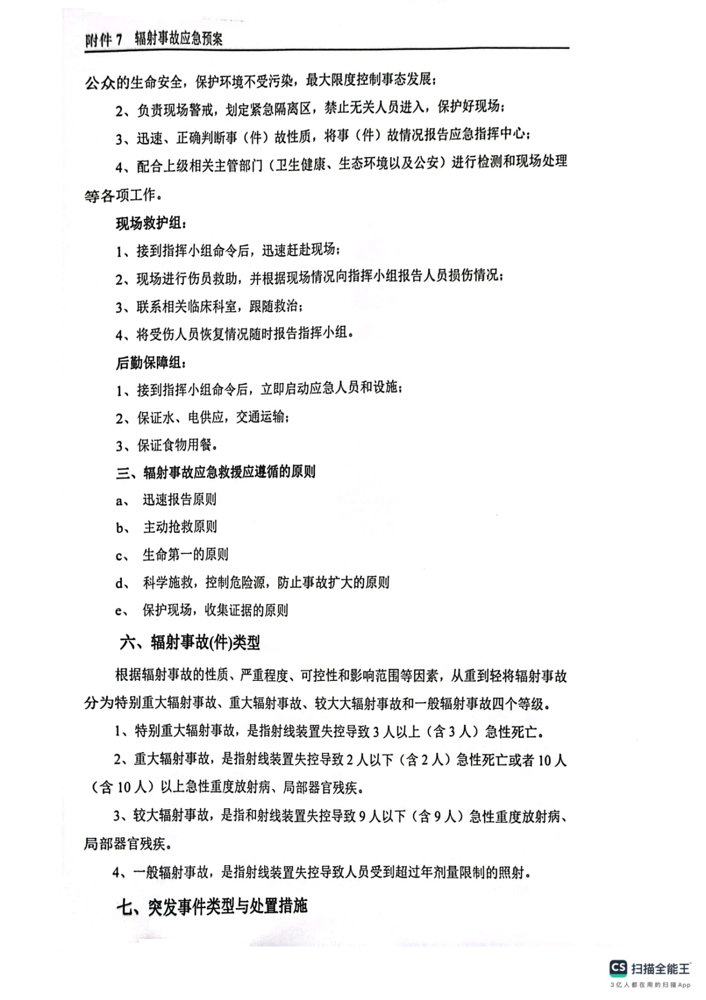 附件 7 辐射事故应急预案
公众的生命安全，保护环境不受污染，最大限度控制事态发展；
2、负责现场警戒，划定紧急隔离区，禁止无关人员进入，保护好现场；
3、迅速、正确判断事（件）故性质，将事（件）故情况报告应急指挥中心；
4、配合上级相关主管部门（卫生健康、生态环境以及公安）进行检测和现场处理
等各项工作。
现场救护组：
1、接到指挥小组命令后，迅速赶赴现场；
2、现场进行伤员救助，并根据现场情况向指挥小组报告人员损伤情况；
3、联系相关临床科室，跟随救治；
4、将受伤人员恢复情况随时报告指挥小组。
后勤保障组：
1、接到指挥小组命令后，立即启动应急人员和设施；
2、保证水、电供应，交通运输；
3、保证食物用餐。
三、辐射事故应急救援应遵循的原则
a、 迅速报告原则
b、 主动抢救原则
c、 生命第一的原则
d、 科学施救，控制危险源，防止事故扩大的原则
e、 保护现场，收集证据的原则
六、辐射事故(件)类型
根据辐射事故的性质、严重程度、可控性和影响范围等因素，从重到轻将辐射事故
分为特别重大辐射事故、重大辐射事故、较大大辐射事故和一般辐射事故四个等级。
1、特别重大辐射事故，是指射线装置失控导致 3 人以上（含 3 人）急性死亡。
2、重大辐射事故，是指射线装置失控导致 2 人以下（含 2 人）急性死亡或者 10 人
（含 10 人）以上急性重度放射病、局部器官残疾。
3、较大辐射事故，是指和射线装置失控导致 9 人以下（含 9 人）急性重度放射病、
局部器官残疾。
4、一般辐射事故，是指射线装置失控导致人员受到超过年剂量限制的照射。
七、突发事件类型与处置措施
CS 扫描全能王™
3亿人都在用的扫描App